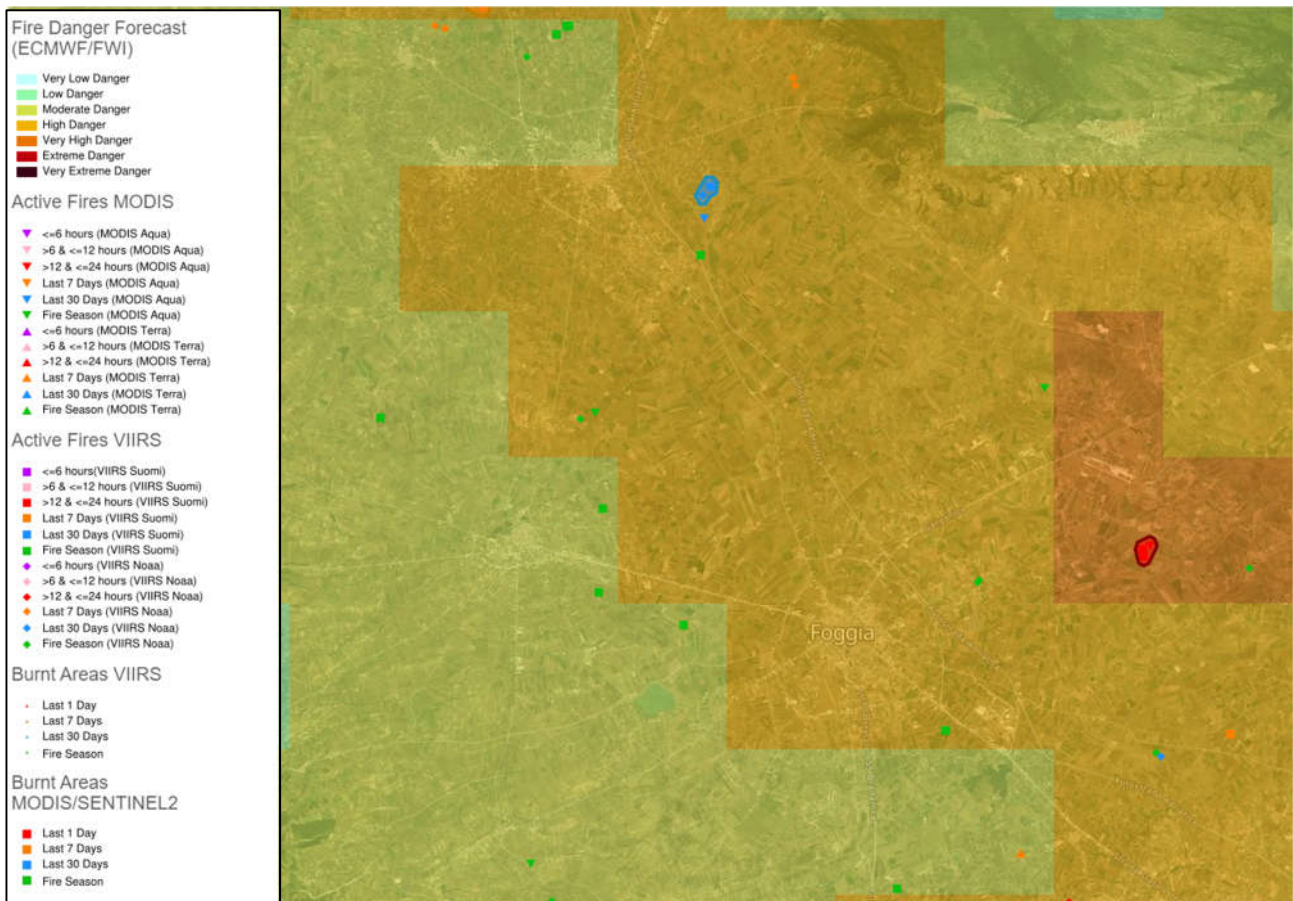 Fire Danger Forecast
(ECMWF/FWI)
Very Low Danger
Low Danger
Moderate Danger
High Danger
Very High Danger
Extreme Danger
Very Extreme Danger
Active Fires MODIS
<=6 hours (MODIS Aqua)
>6 & <=12 hours (MODIS Aqua)
>12 & <=24 hours (MODIS Aqua)
Last 7 Days (MODIS Aqua)
Last 30 Days (MODIS Aqua)
Fire Season (MODIS Aqua)
<=6 hours (MODIS Terra)
>6 & <=12 hours (MODIS Terra)
>12 & <=24 hours (MODIS Terra)
Last 7 Days (MODIS Terra)
Last 30 Days (MODIS Terra)
Fire Season (MODIS Terra)
Active Fires VIIRS
<=6 hours(VIIRS Suomi)
>6 & <=12 hours (VIIRS Suomi)
>12 & <=24 hours (VIIRS Suomi)
Last 7 Days (VIIRS Suomi)
Last 30 Days (VIIRS Suomi)
Fire Season (VIIRS Suomi)
<=6 hours (VIIRS Noaa)
>6 & <=12 hours (VIIRS Noaa)
>12 & <=24 hours (VIIRS Noaa)
Last 7 Days (VIIRS Noaa)
Last 30 Days (VIIRS Noaa)
Fire Season (VIIRS Noaa)
Burnt Areas VIIRS
Last 1 Day
Last 7 Days
Last 30 Days
Fire Season
Burnt Areas
MODIS/SENTINEL2
Last 1 Day
Last 7 Days
Last 30 Days
Fire Season
Foggia